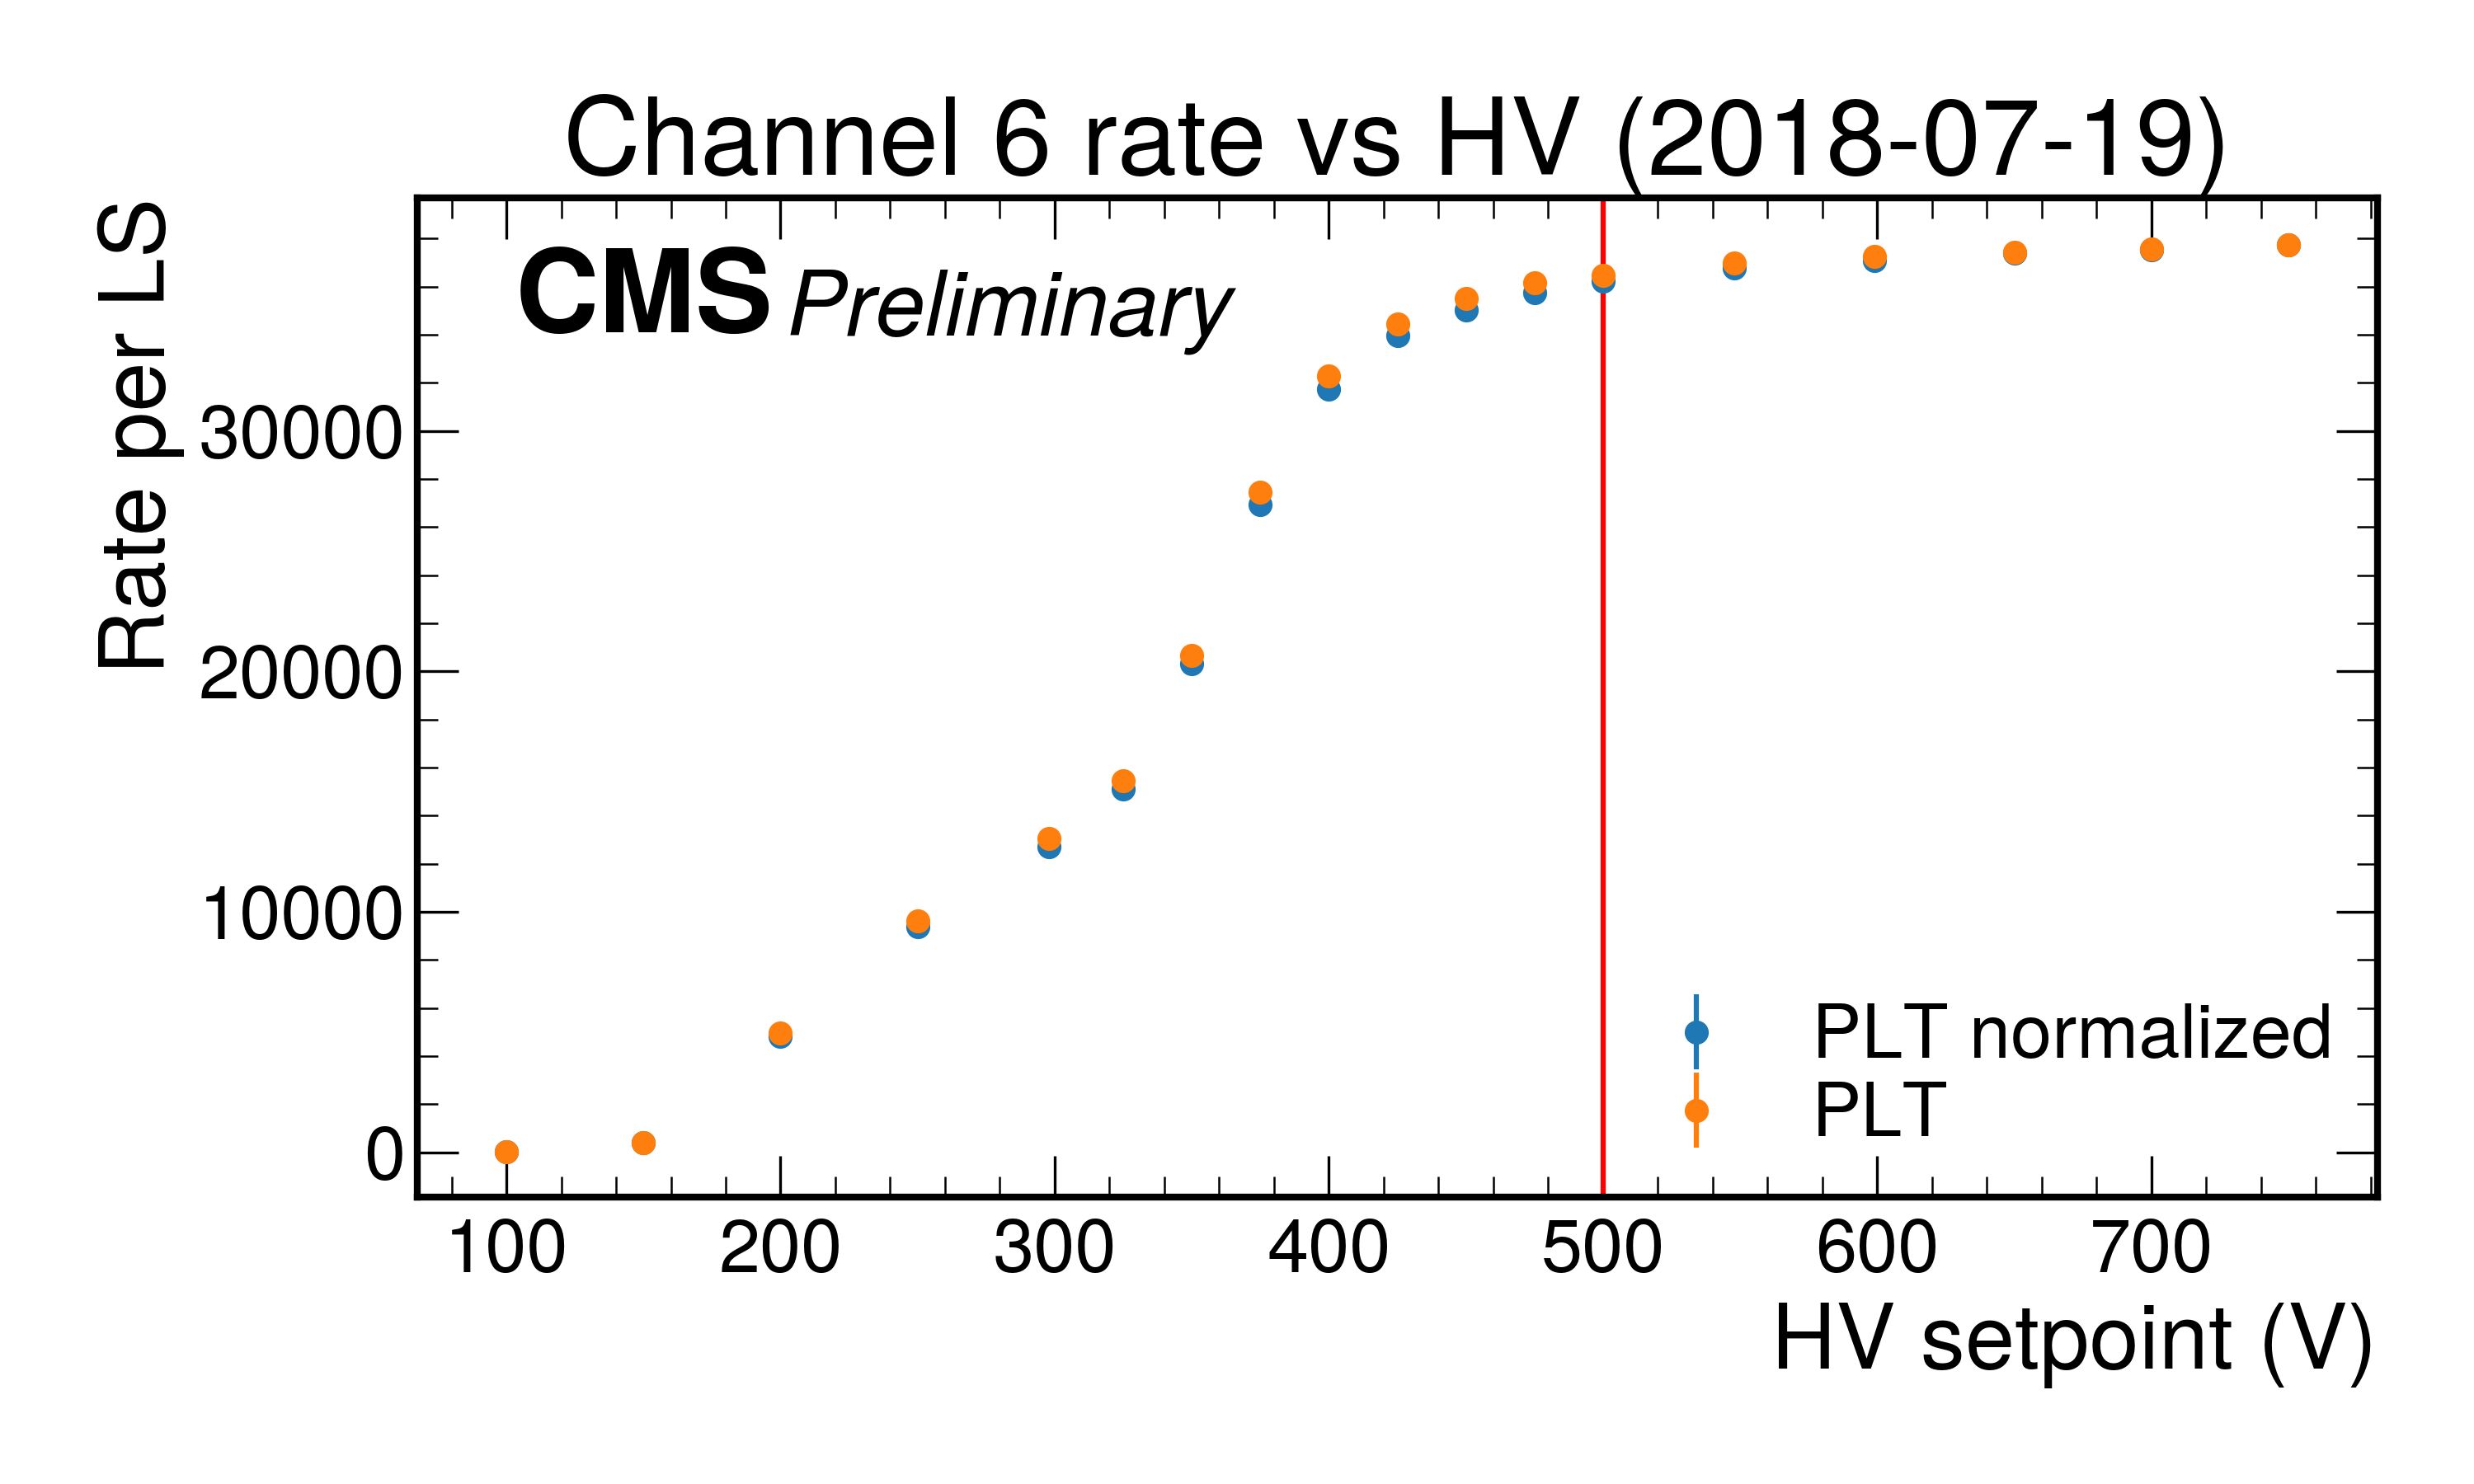 Channel 6 rate vs HV (2018-07-19)
CMS Preliminary
Rate per LS
30000
20000
10000
0
PLT normalized
PLT
100 200 300 400 500 600 700
HV setpoint (V)